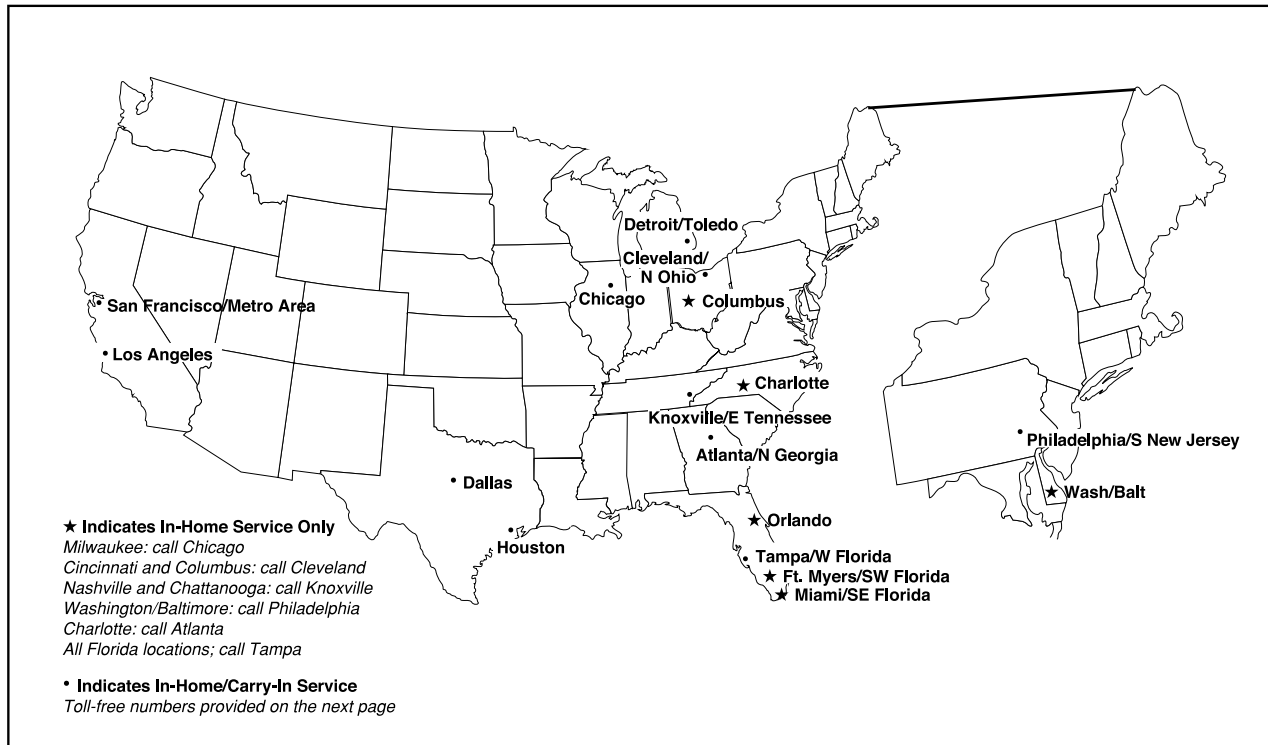 Detroit/Toledo
Cleveland/
N Ohio
Chicago
★ Columbus
• San Francisco/Metro Area
• Los Angeles
★ Charlotte
Knoxville/E Tennessee
Atlanta/N Georgia
• Philadelphia/S New Jersey
• Dallas
★ Wash/Balt
★ Orlando
Houston
Tampa/W Florida
★ Ft. Myers/SW Florida
★ Miami/SE Florida
★ Indicates In-Home Service Only
Milwaukee: call Chicago
Cincinnati and Columbus: call Cleveland
Nashville and Chattanooga: call Knoxville
Washington/Baltimore: call Philadelphia
Charlotte: call Atlanta
All Florida locations; call Tampa
• Indicates In-Home/Carry-In Service
Toll-free numbers provided on the next page